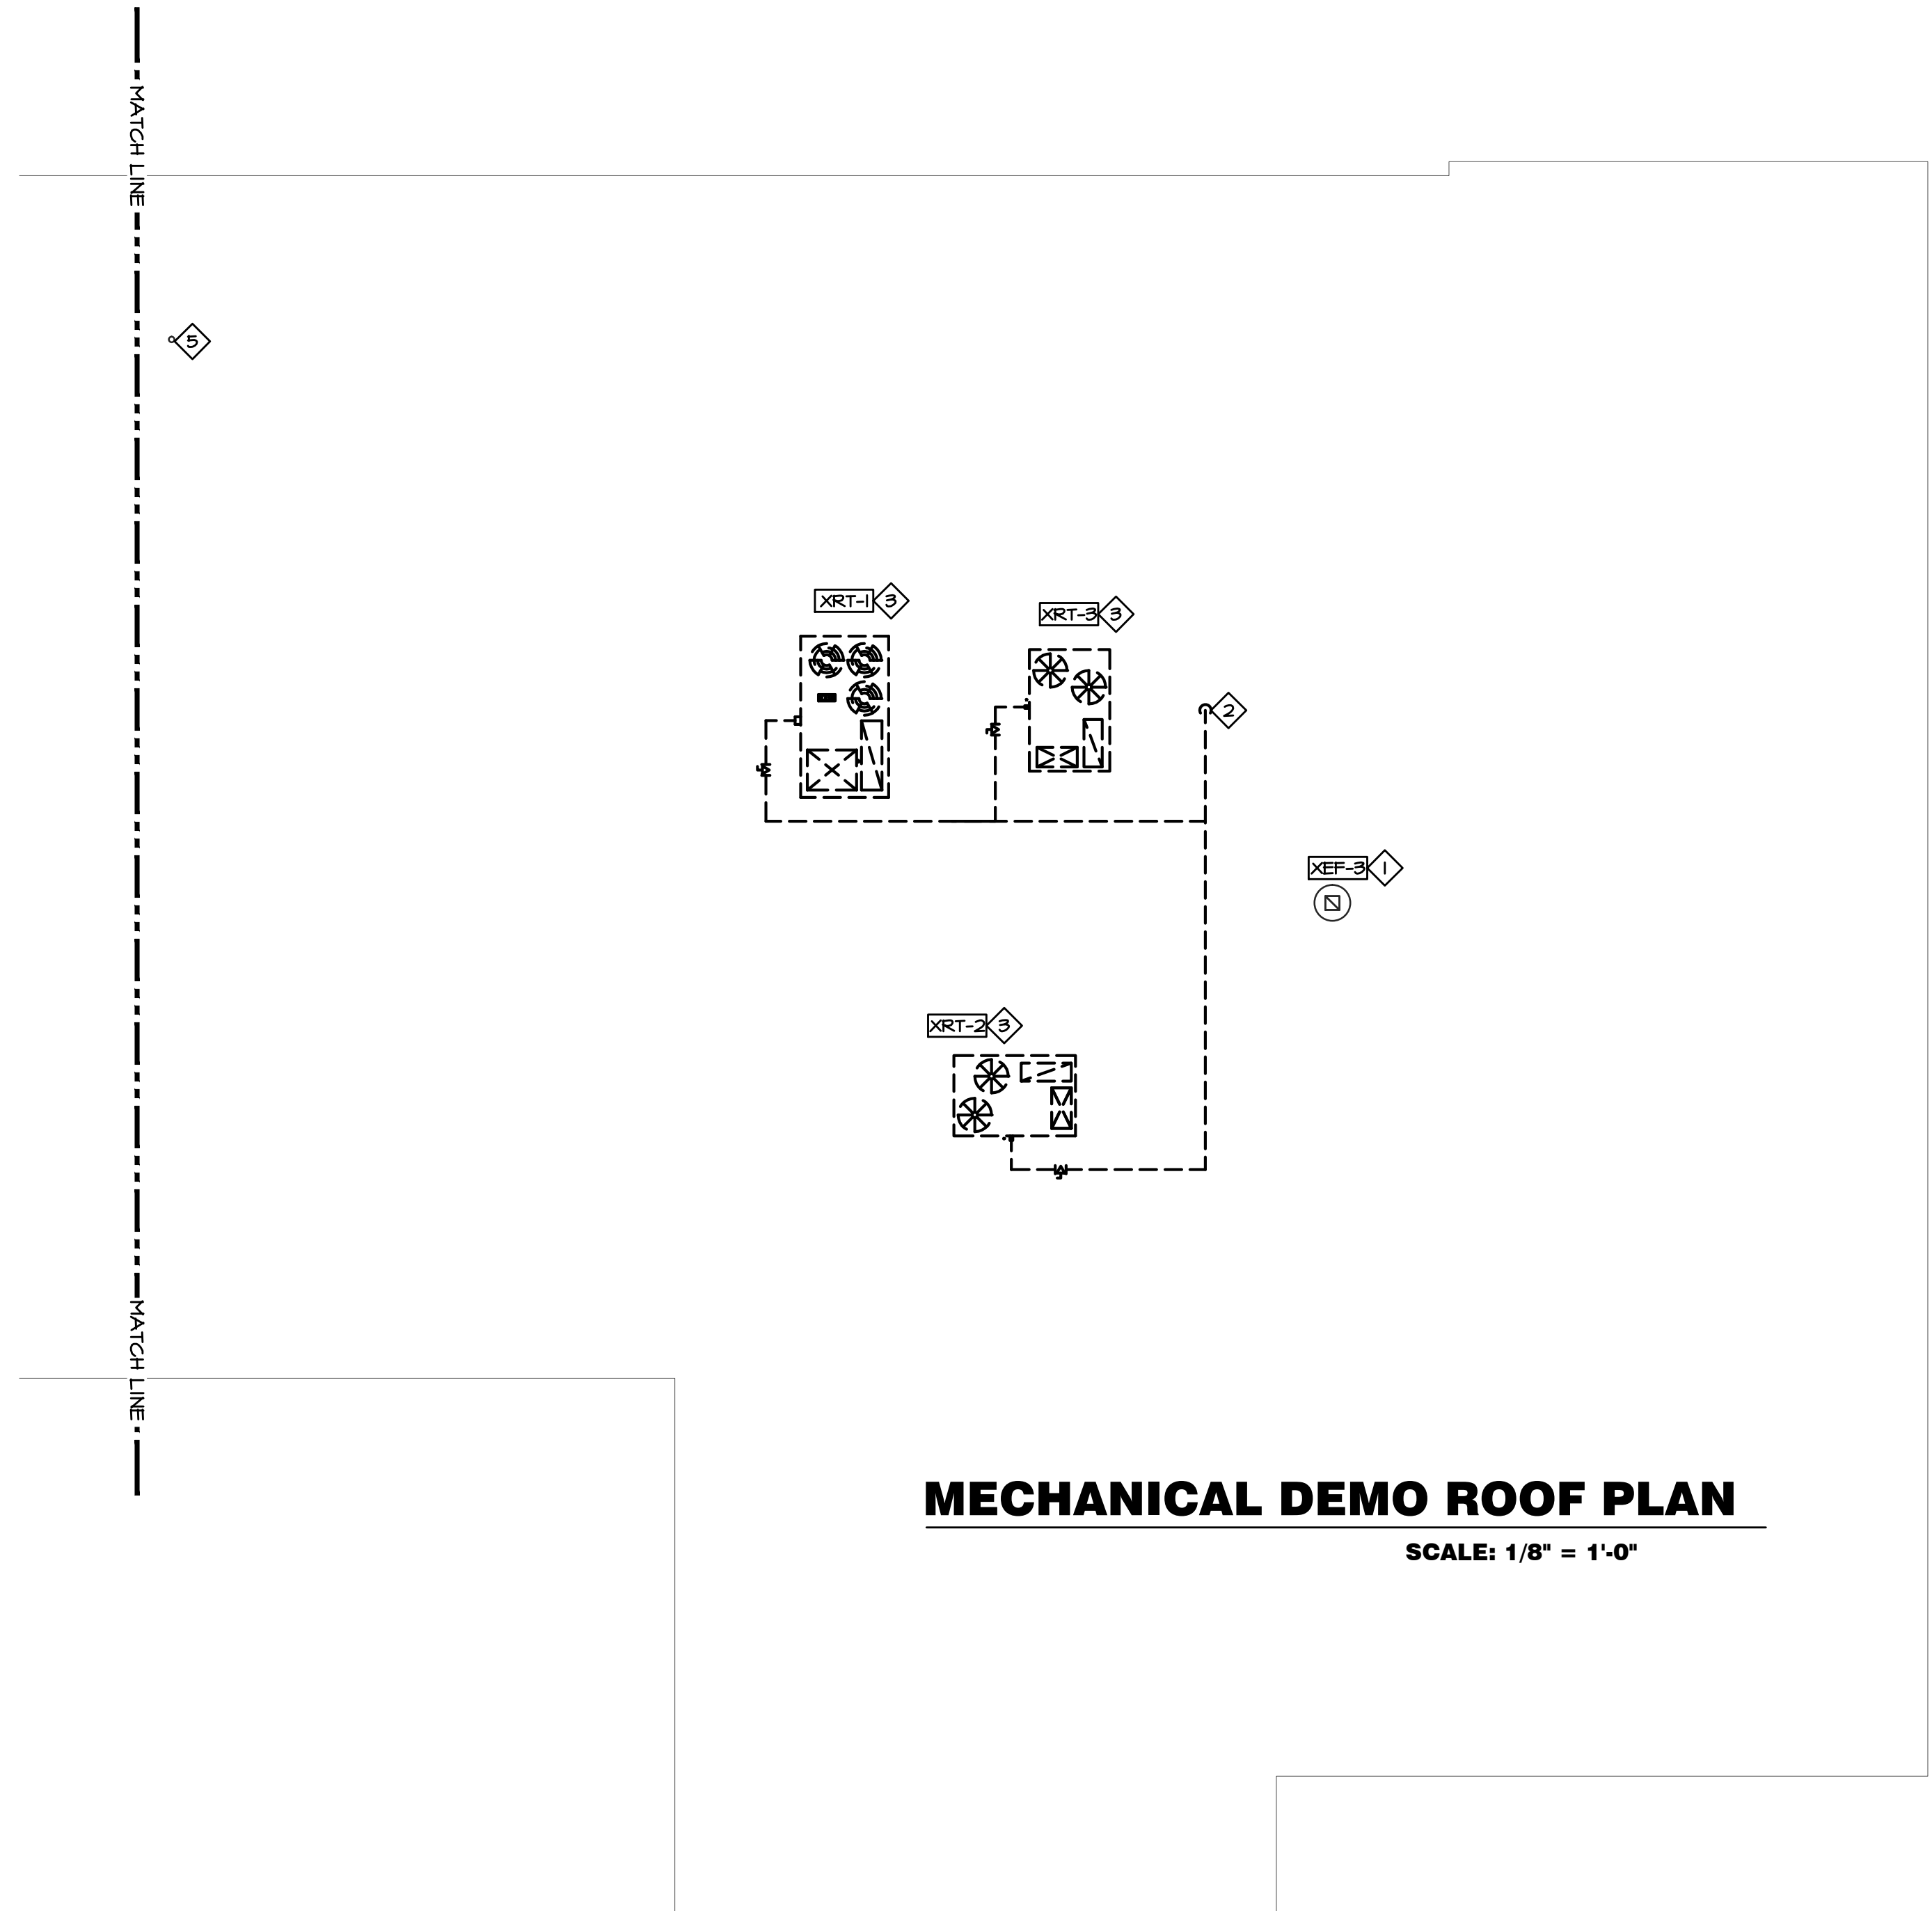 MATCH LINE
5
XRT-1 3
XRT-3 3
2
XEF-3 1
XRT-2 3
MATCH LINE
MECHANICAL DEMO ROOF PLAN
SCALE: 1/8" = 1'-0"